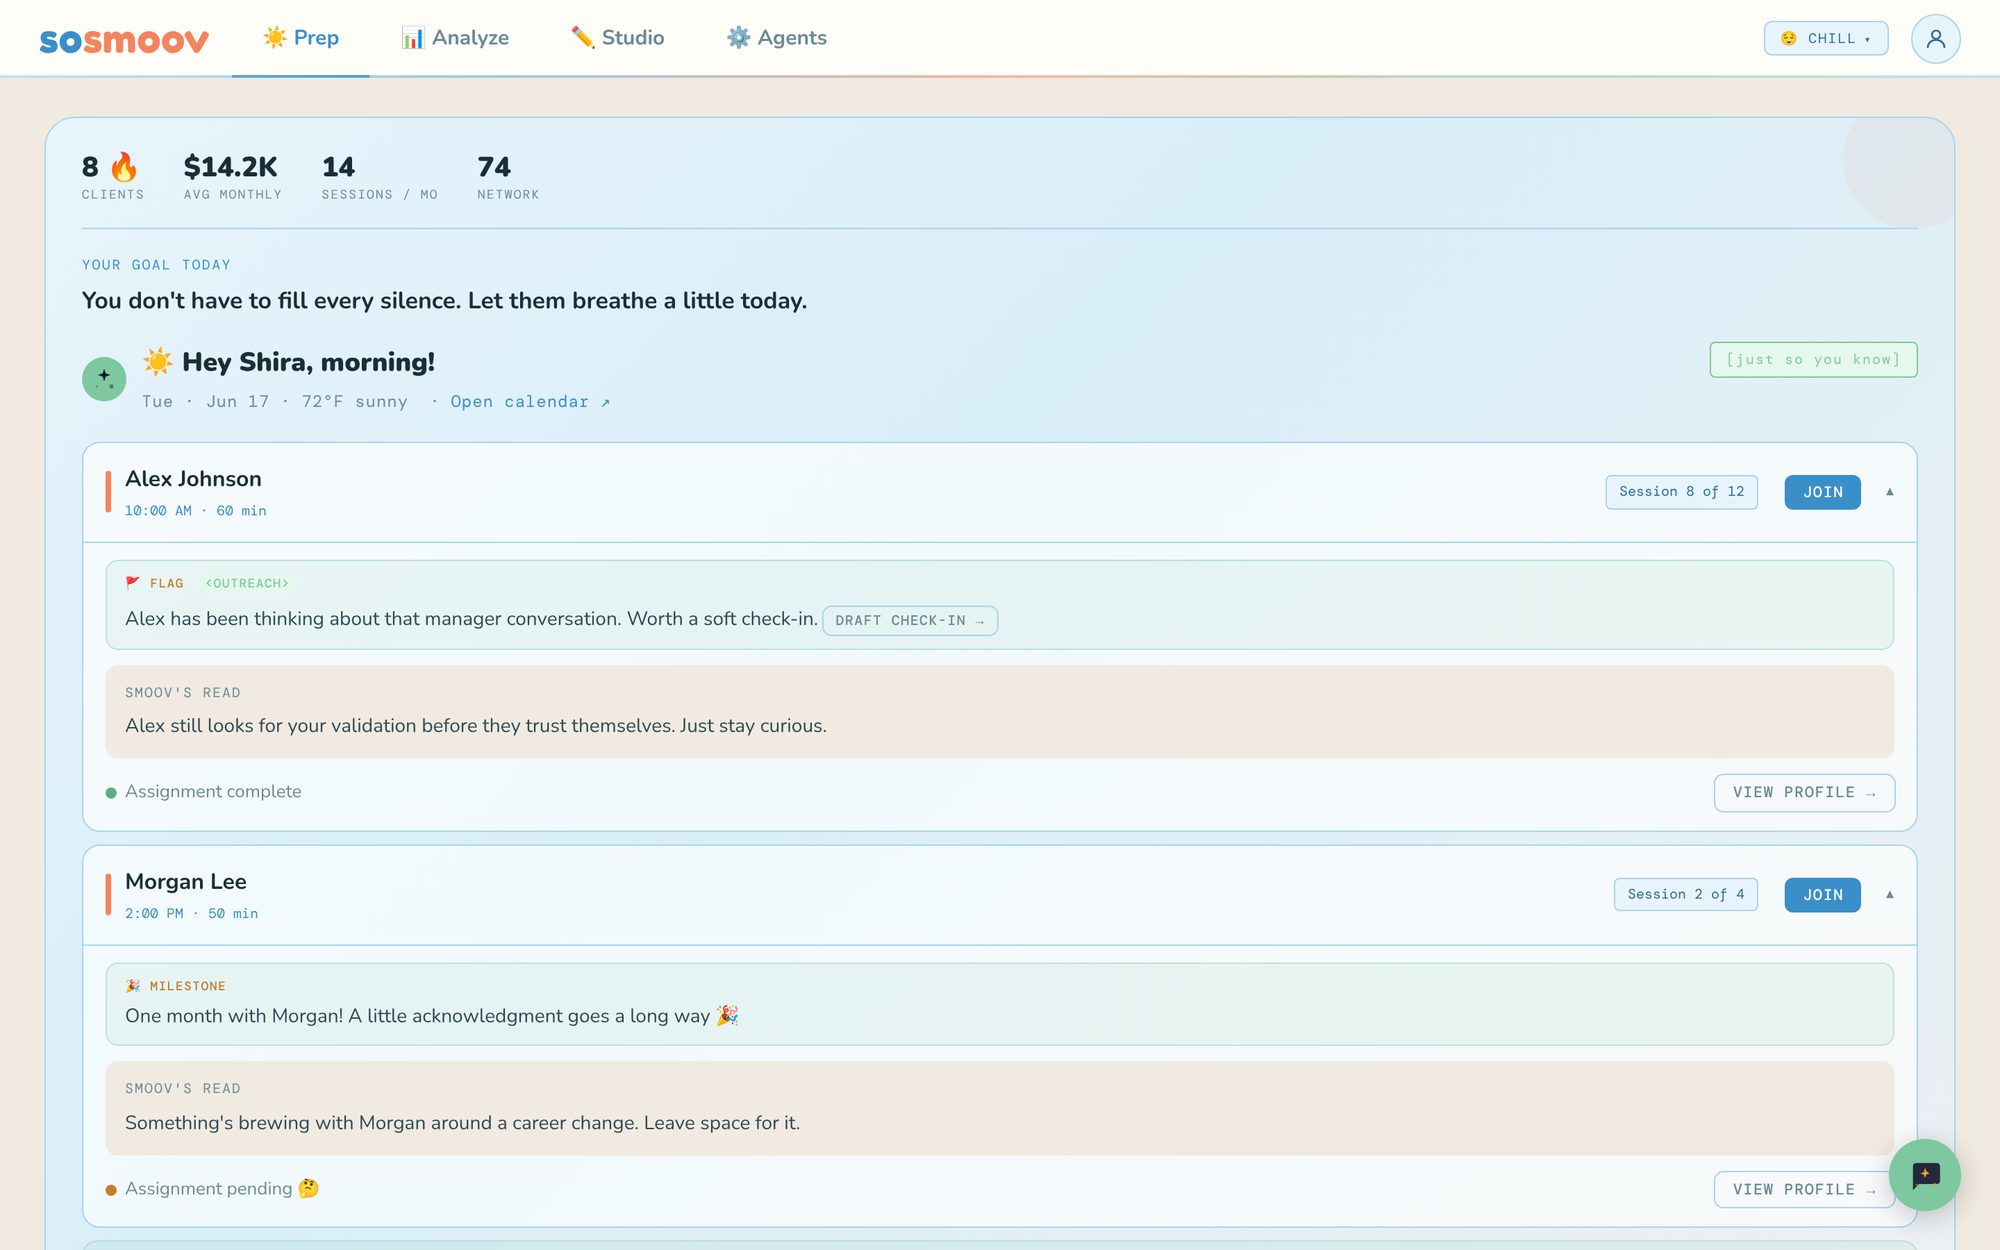 sosmoov
☀️ Prep
📊 Analyze
✏️ Studio
⚙️ Agents
😌 CHILL ▾
8 🔥
CLIENTS
$14.2K
AVG MONTHLY
14
SESSIONS / MO
74
NETWORK
YOUR GOAL TODAY
You don't have to fill every silence. Let them breathe a little today.
☀️ Hey Shira, morning!
[just so you know]
Tue · Jun 17 · 72°F sunny · Open calendar ↗
Alex Johnson
10:00 AM · 60 min
Session 8 of 12
JOIN
▲
🚩 FLAG <OUTREACH>
Alex has been thinking about that manager conversation. Worth a soft check-in. DRAFT CHECK-IN →
SMOOV'S READ
Alex still looks for your validation before they trust themselves. Just stay curious.
Assignment complete
VIEW PROFILE →
Morgan Lee
2:00 PM · 50 min
Session 2 of 4
JOIN
▲
🎉 MILESTONE
One month with Morgan! A little acknowledgment goes a long way 🎉
SMOOV'S READ
Something's brewing with Morgan around a career change. Leave space for it.
Assignment pending 🤔
VIEW PROFILE →